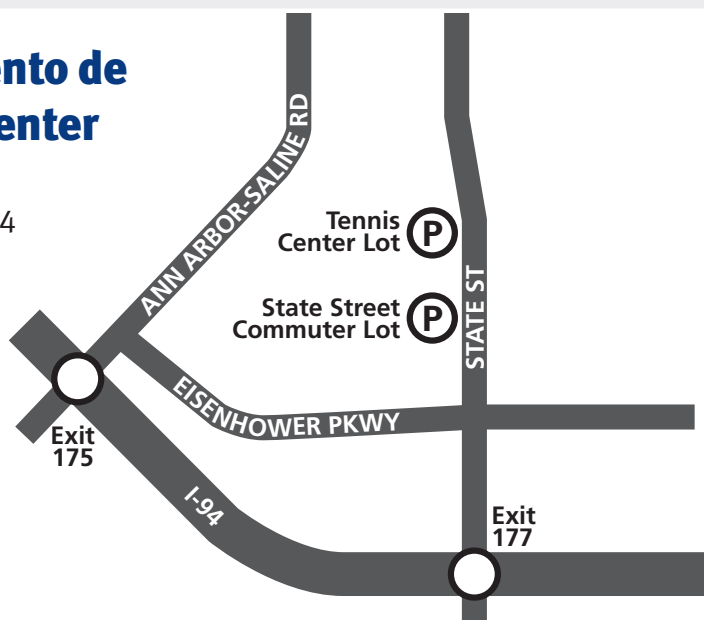 ento de
enter
4
ANN ARBOR-SALINE RD
Tennis
Center Lot
P
State Street
Commuter Lot
P
STATE ST
EISENHOWER PKWY
Exit
175
I-94
Exit
177